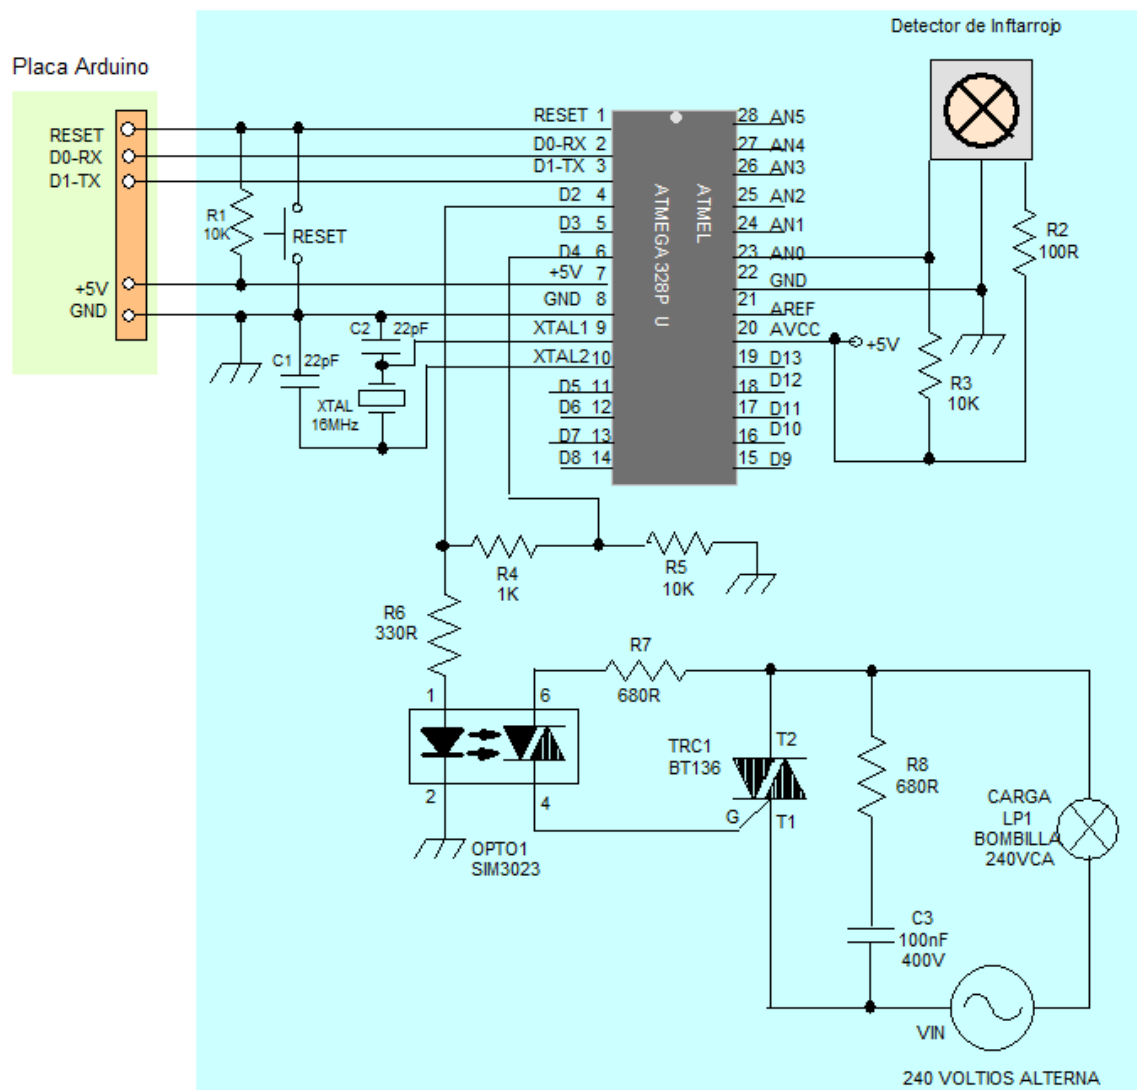 Detector de Inftarrojo
Placa Arduino
RESET
D0-RX
D1-TX
+5V
GND
R1
10K
RESET
RESET 1
D0-RX 2
D1-TX 3
D2 4
D3 5
D4 6
+5V 7
GND 8
XTAL1 9
XTAL2 10
D5 11
D6 12
D7 13
D8 14
ATMEGA 328P U
ATMEL
28 AN5
27 AN4
26 AN3
25 AN2
24 AN1
23 AN0
22 GND
21 AREF
20 AVCC
19 D13
18 D12
17 D11
16 D10
15 D9
+5V
R2
100R
R3
10K
C2 22pF
C1 22pF
XTAL
16MHz
R4
1K
R5
10K
R6
330R
R7
680R
1
6
2
4
OPTO1
SIM3023
TRC1
BT136
T2
G
T1
R8
680R
CARGA
LP1
BOMBILLA
240VCA
C3
100nF
400V
VIN
240 VOLTIOS ALTERNA